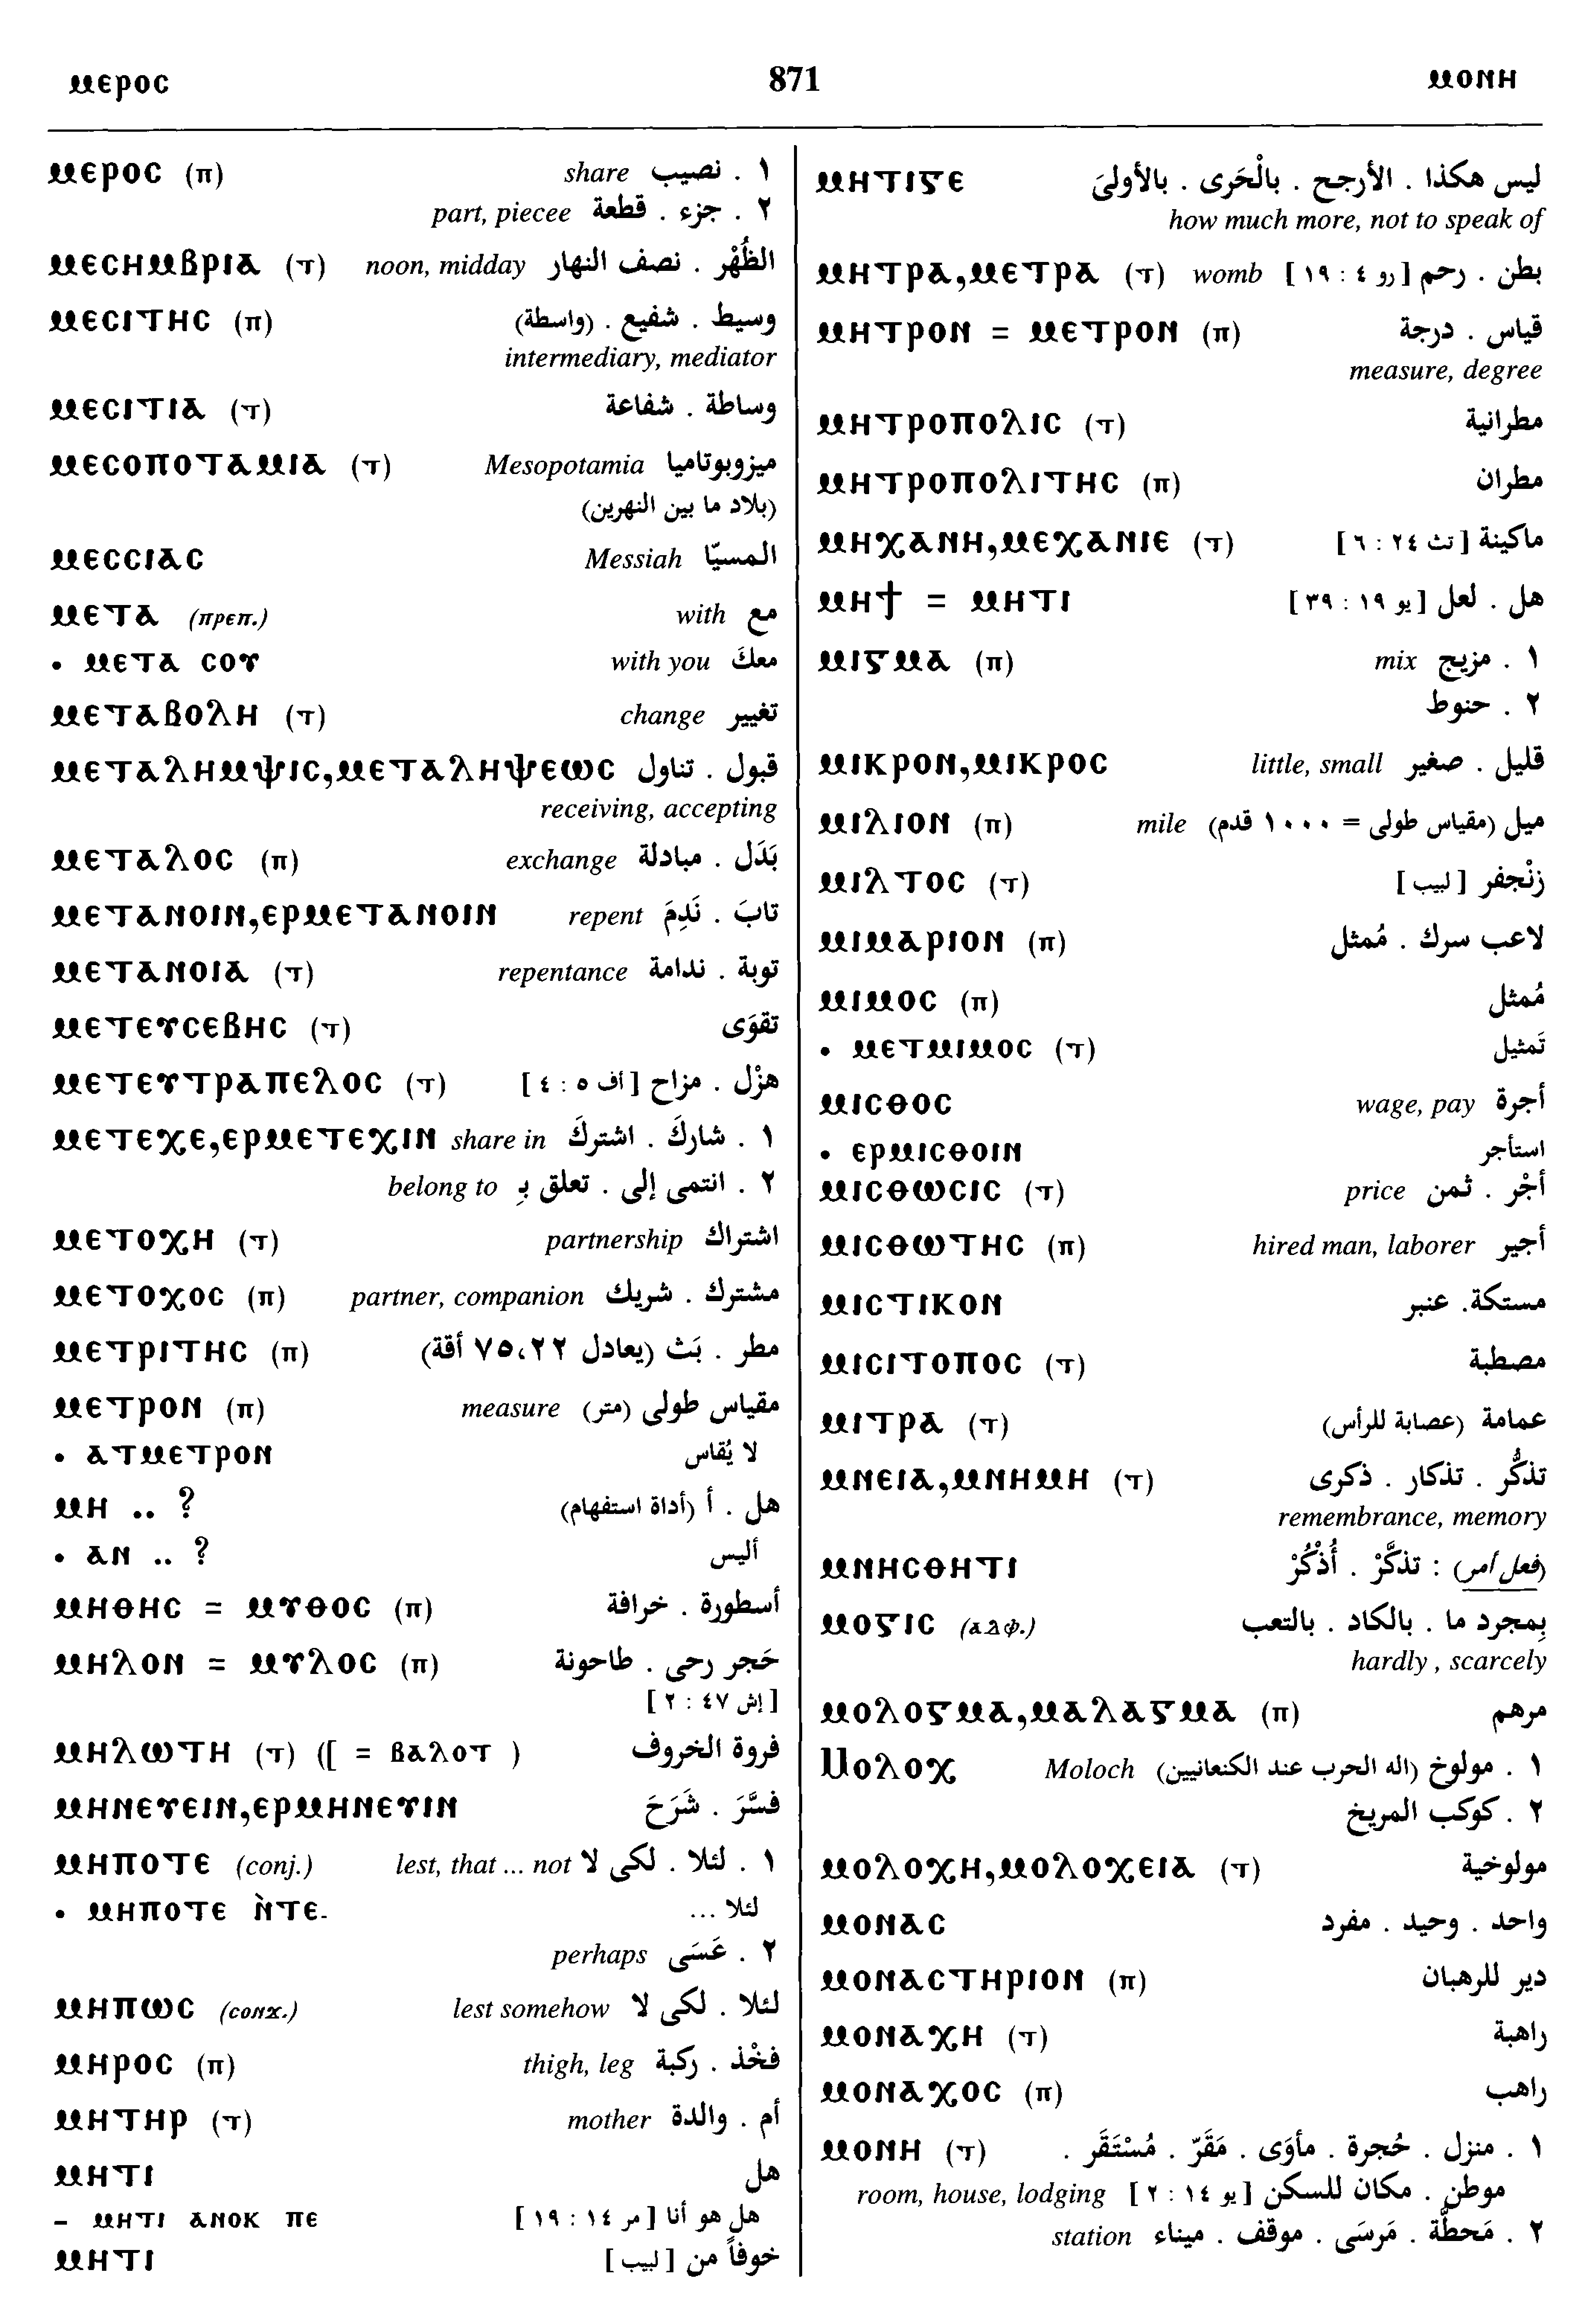 ⲙⲉⲣⲟⲥ 871 ⲙⲟⲛⲏ
ⲙⲉⲣⲟⲥ (ⲡ) share ١ . نصيب
part, piecee ٢ . جزء . قطعة
ⲙⲉⲥⲏⲙⲃⲣⲓⲁ (ⲧ) noon, midday الظُهْر . نصف النهار
ⲙⲉⲥⲓⲧⲏⲥ (ⲡ) وسيط . شفيع . (واسطة)
intermediary, mediator
ⲙⲉⲥⲓⲧⲓⲁ (ⲧ) وساطة . شفاعة
ⲙⲉⲥⲟⲡⲟⲧⲁⲙⲓⲁ (ⲧ) Mesopotamia ميزوبوتاميا
(بلاد ما بين النهرين)
ⲙⲉⲥⲥⲓⲁⲥ Messiah المسيّا
ⲙⲉⲧⲁ (ⲡⲣⲉⲡ.) with مع
• ⲙⲉⲧⲁ ⲥⲟⲩ with you معكَ
ⲙⲉⲧⲁⲃⲟⲗⲏ (ⲧ) change تغيير
ⲙⲉⲧⲁⲗⲏⲙⲯⲓⲥ,ⲙⲉⲧⲁⲗⲏⲯⲉⲱⲥ قبول . تناول
receiving, accepting
ⲙⲉⲧⲁⲗⲟⲥ (ⲡ) exchange بَدَل . مبادلة
ⲙⲉⲧⲁⲛⲟⲓⲛ,ⲉⲣⲙⲉⲧⲁⲛⲟⲓⲛ repent تابَ . نَدِمَ
ⲙⲉⲧⲁⲛⲟⲓⲁ (ⲧ) repentance توبة . ندامة
ⲙⲉⲧⲉⲩⲥⲉⲃⲏⲥ (ⲧ) تقوَى
ⲙⲉⲧⲉⲩⲧⲣⲁⲡⲉⲗⲟⲥ (ⲧ) هزْل . مزاح [أف ٥ : ٤ ]
ⲙⲉⲧⲉⲭⲉ,ⲉⲣⲙⲉⲧⲉⲭⲓⲛ share in ١ . شاركَ . اشتركَ
belong to ٢ . انتمى إلى . تعلق بـِ
ⲙⲉⲧⲟⲭⲏ (ⲧ) partnership اشتراك
ⲙⲉⲧⲟⲭⲟⲥ (ⲡ) partner, companion مشترك . شريك
ⲙⲉⲧⲣⲓⲧⲏⲥ (ⲡ) مطر . بَث (يعادل ٧٥،٢٢ أقة)
ⲙⲉⲧⲣⲟⲛ (ⲡ) measure مقياس طولى (متر)
• ⲁⲧⲙⲉⲧⲣⲟⲛ لا يُقاس
ⲙⲏ .. ? هل . أ (أداة استفهام)
• ⲁⲛ .. ? أليس
ⲙⲏⲑⲏⲥ = ⲙⲩⲑⲟⲥ (ⲡ) أسطورة . خرافة
ⲙⲏⲗⲟⲛ = ⲙⲩⲗⲟⲥ (ⲡ) حَجر رحى . طاحونة
[إش ٤٧ : ٢ ]
ⲙⲏⲗⲱⲧⲏ (ⲧ) ([ = ⲃⲁⲗⲟⲧ ) فروة الخروف
ⲙⲏⲛⲉⲩⲉⲓⲛ,ⲉⲣⲙⲏⲛⲉⲩⲓⲛ فسَّرَ . شَرَحَ
ⲙⲏⲡⲟⲧⲉ (conj.) lest, that ... not ١ . لئلا . لكى لا
• ⲙⲏⲡⲟⲧⲉ ⲛ̀ⲧⲉ- لئلا ...
perhaps ٢ . عَسَى
ⲙⲏⲡⲱⲥ (ⲥⲟⲛϫ.) lest somehow لئلا . لكى لا
ⲙⲏⲣⲟⲥ (ⲡ) thigh, leg فخْذ . ركبة
ⲙⲏⲧⲏⲣ (ⲧ) mother أم . والدة
ⲙⲏⲧⲓ هل
– ⲙⲏⲧⲓ ⲁⲛⲟⲕ ⲡⲉ هل هو أنا [مر ١٤ : ١٩ ]
ⲙⲏⲧⲓ خوفاً من [ لبيب ]
ⲙⲏⲧⲓⲅⲉ ليس هكذا . الأرجح . بالْحَرى . بالأولىَ
how much more, not to speak of
ⲙⲏⲧⲣⲁ,ⲙⲉⲧⲣⲁ (ⲧ) womb بطن . رحم [ رو ٤ : ١٩ ]
ⲙⲏⲧⲣⲟⲛ = ⲙⲉⲧⲣⲟⲛ (ⲡ) قياس . درجة
measure, degree
ⲙⲏⲧⲣⲟⲡⲟⲗⲓⲥ (ⲧ) مطرانية
ⲙⲏⲧⲣⲟⲡⲟⲗⲓⲧⲏⲥ (ⲡ) مطران
ⲙⲏⲭⲁⲛⲏ,ⲙⲉⲭⲁⲛⲓⲉ (ⲧ) ماكينة [ تث ٢٤ : ٦ ]
ⲙⲏϯ = ⲙⲏⲧⲓ هل . لعل [ يو ١٩ : ٣٩ ]
ⲙⲓⲅⲙⲁ (ⲡ) mix ١ . مزيج
٢ . حنوط
ⲙⲓⲕⲣⲟⲛ,ⲙⲓⲕⲣⲟⲥ little, small قليل . صغير
ⲙⲓⲗⲓⲟⲛ (ⲡ) mile ميل (مقياس طولى = ١٠٠٠ قدم)
ⲙⲓⲗⲧⲟⲥ (ⲧ) زنْجفر [ لبيب ]
ⲙⲓⲙⲁⲣⲓⲟⲛ (ⲡ) لاعب سرك . مُمثل
ⲙⲓⲙⲟⲥ (ⲡ) مُمثل
• ⲙⲉⲧⲙⲓⲙⲟⲥ (ⲧ) تَمثيل
ⲙⲓⲥⲑⲟⲥ wage, pay أجرة
• ⲉⲣⲙⲓⲥⲑⲟⲓⲛ استأجر
ⲙⲓⲥⲑⲱⲥⲓⲥ (ⲧ) price أجْر . ثمن
ⲙⲓⲥⲑⲱⲧⲏⲥ (ⲡ) hired man, laborer أجير
ⲙⲓⲥⲧⲓⲕⲟⲛ مستكة. عنبر
ⲙⲓⲥⲓⲧⲟⲡⲟⲥ (ⲧ) مصطبة
ⲙⲓⲧⲣⲁ (ⲧ) عمامة (عصابة للرأس)
ⲙⲛⲉⲓⲁ,ⲙⲛⲏⲙⲏ (ⲧ) تذكُّر . تذكار . ذكرى
remembrance, memory
ⲙⲛⲏⲥⲑⲏⲧⲓ (فعل أمر) : تذكَّرْ . أُذْكُرْ
ⲙⲟⲅⲓⲥ (ⲁⲇⲫ.) بِمجرد ما . بالكاد . بالتعب
hardly , scarcely
ⲙⲟⲗⲟⲅⲙⲁ,ⲙⲁⲗⲁⲅⲙⲁ (ⲡ) مرهم
Ⲙⲟⲗⲟⲭ Moloch ١ . مولوخ (اله الحرب عند الكنعانيين)
٢ . كوكب المريخ
ⲙⲟⲗⲟⲭⲏ,ⲙⲟⲗⲟⲭⲉⲓⲁ (ⲧ) مولوخية
ⲙⲟⲛⲁⲥ واحد . وحيد . مفرد
ⲙⲟⲛⲁⲥⲧⲏⲣⲓⲟⲛ (ⲡ) دير للرهبان
ⲙⲟⲛⲁⲭⲏ (ⲧ) راهبة
ⲙⲟⲛⲁⲭⲟⲥ (ⲡ) راهب
ⲙⲟⲛⲏ (ⲧ) ١ . منزل . حُجرة . مأوَى . مَقَرّ . مُسْتَقَر .
room, house, lodging موطن . مكان للسكن [ يو ١٤ : ٢ ]
station ٢ . مَحطَّة . مَرسَى . موقف . ميناء